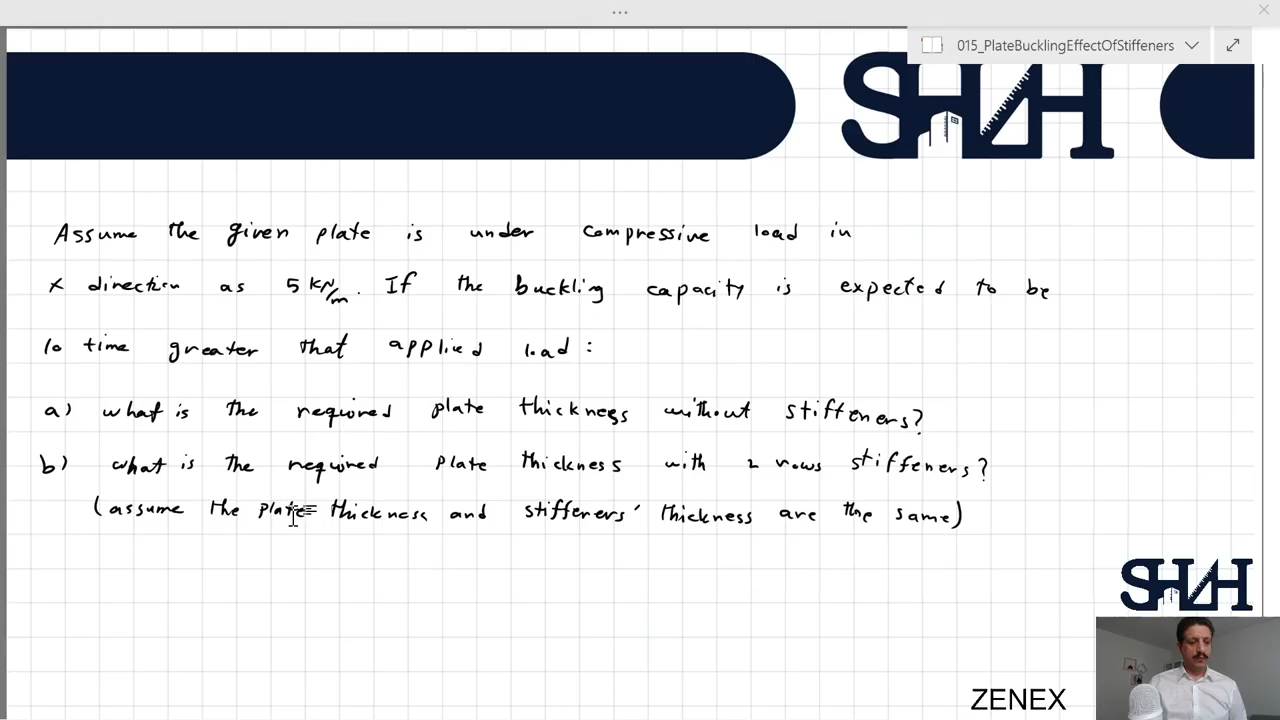 015_PlateBucklingEffectOfStiffeners
SHZH
Assume the given plate is under compressive load in
x direction as 5 kN/m. If the buckling capacity is expected to be
10 time greater that applied load :
a) what is the required plate thickness without stiffeners?
b) what is the required plate thickness with 2 rows stiffeners?
(assume the plate thickness and stiffeners' thickness are the same)
SHZH
ZENEX